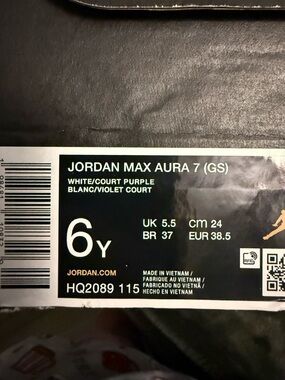 JORDAN MAX AURA 7 (GS)
WHITE/COURT PURPLE
BLANC/VIOLET COURT
6Y
UK 5.5 CM 24
BR 37 EUR 38.5
JORDAN.COM
HQ2089 115
MADE IN VIETNAM /
FABRIQUE AU VIETNAM /
FABRICADO NO VIETNÃ /
HECHO EN VIETNAM